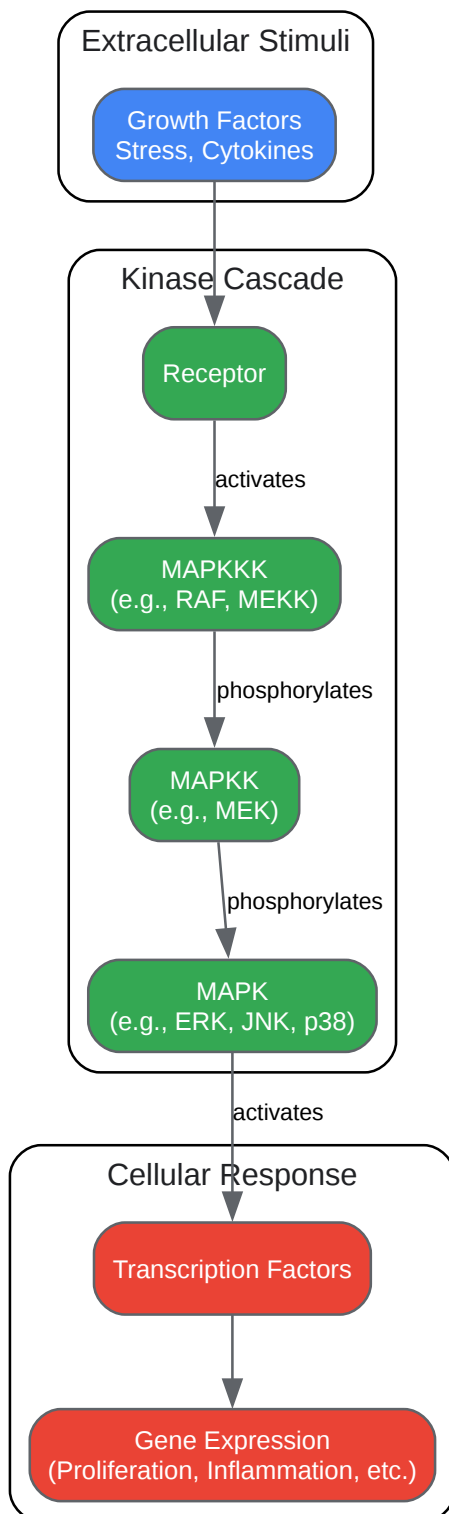 Extracellular Stimuli
Growth Factors
Stress, Cytokines
Kinase Cascade
Receptor
activates
MAPKKK
(e.g., RAF, MEKK)
phosphorylates
MAPKK
(e.g., MEK)
phosphorylates
MAPK
(e.g., ERK, JNK, p38)
activates
Cellular Response
Transcription Factors
Gene Expression
(Proliferation, Inflammation, etc.)